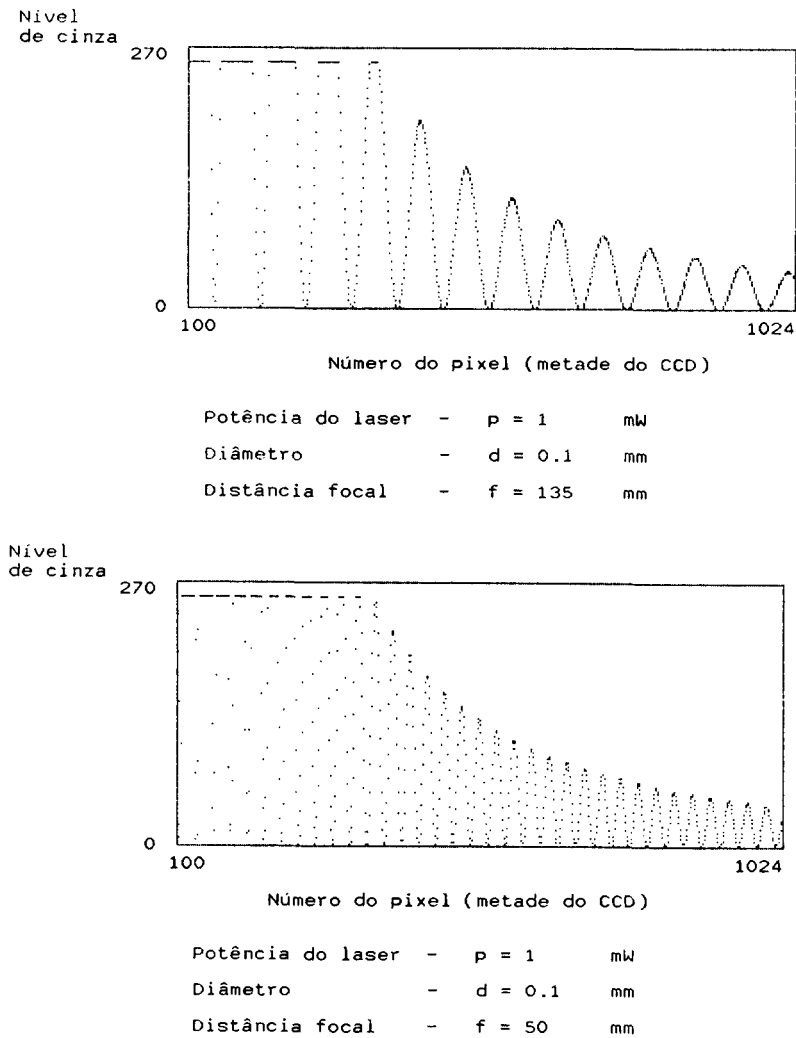 Nível
de cinza
270
0
100
1024
Número do pixel (metade do CCD)
Potência do laser - p = 1 mW
Diâmetro - d = 0.1 mm
Distância focal - f = 135 mm
Nível
de cinza
270
0
100
1024
Número do pixel (metade do CCD)
Potência do laser - p = 1 mW
Diâmetro - d = 0.1 mm
Distância focal - f = 50 mm